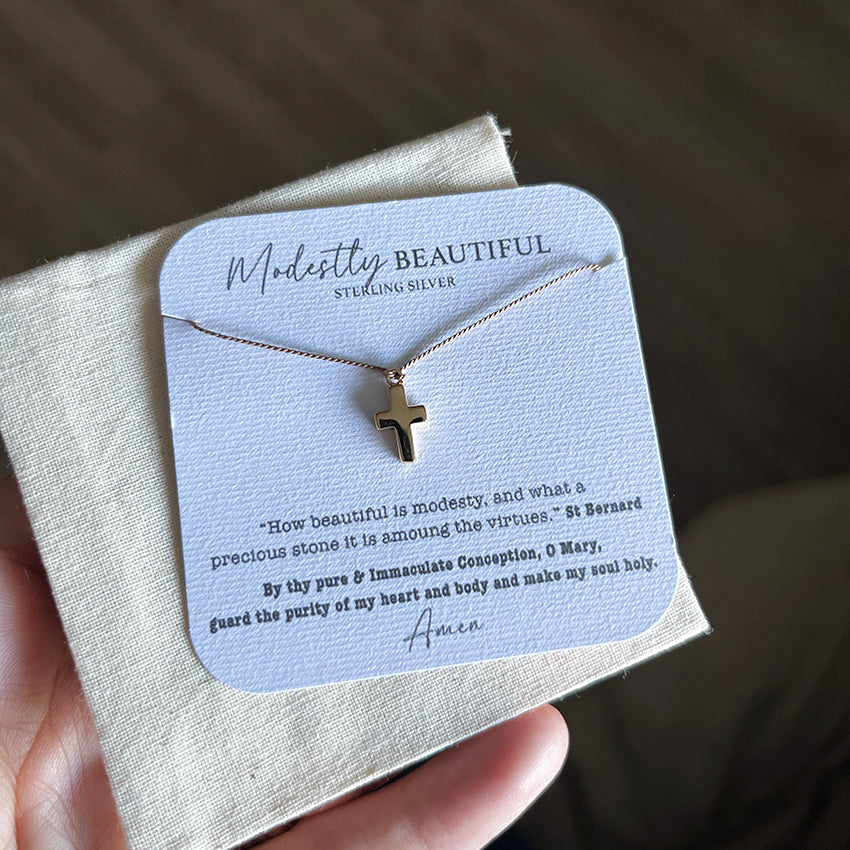 Modestly BEAUTIFUL
STERLING SILVER
“How beautiful is modesty, and what a
precious stone it is amoung the virtues.” St Bernard
By thy pure & Immaculate Conception, O Mary,
guard the purity of my heart and body and make my soul holy.
Amen